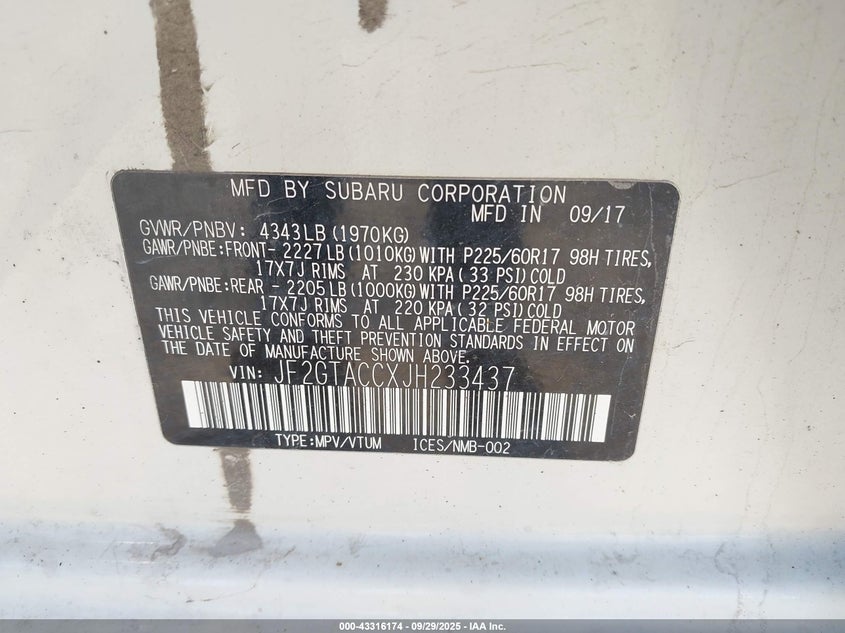 MFD BY SUBARU CORPORATION
MFD IN 09/17
GVWR/PNBV: 4343LB(1970KG)
GAWR/PNBE:FRONT- 2227LB(1010KG)WITH P225/60R17 98H TIRES,
17X7J RIMS AT 230 KPA(33 PSI)COLD
GAWR/PNBE:REAR - 2205LB(1000KG)WITH P225/60R17 98H TIRES,
17X7J RIMS AT 220 KPA(32 PSI)COLD
THIS VEHICLE CONFORMS TO ALL APPLICABLE FEDERAL MOTOR
VEHICLE SAFETY AND THEFT PREVENTION STANDARDS IN EFFECT ON
THE DATE OF MANUFACTURE SHOWN ABOVE.
VIN: JF2GTACCXJH233437
TYPE:MPV/VTUM ICES/NMB-002
000-43316174 - 09/29/2025 - IAA Inc.